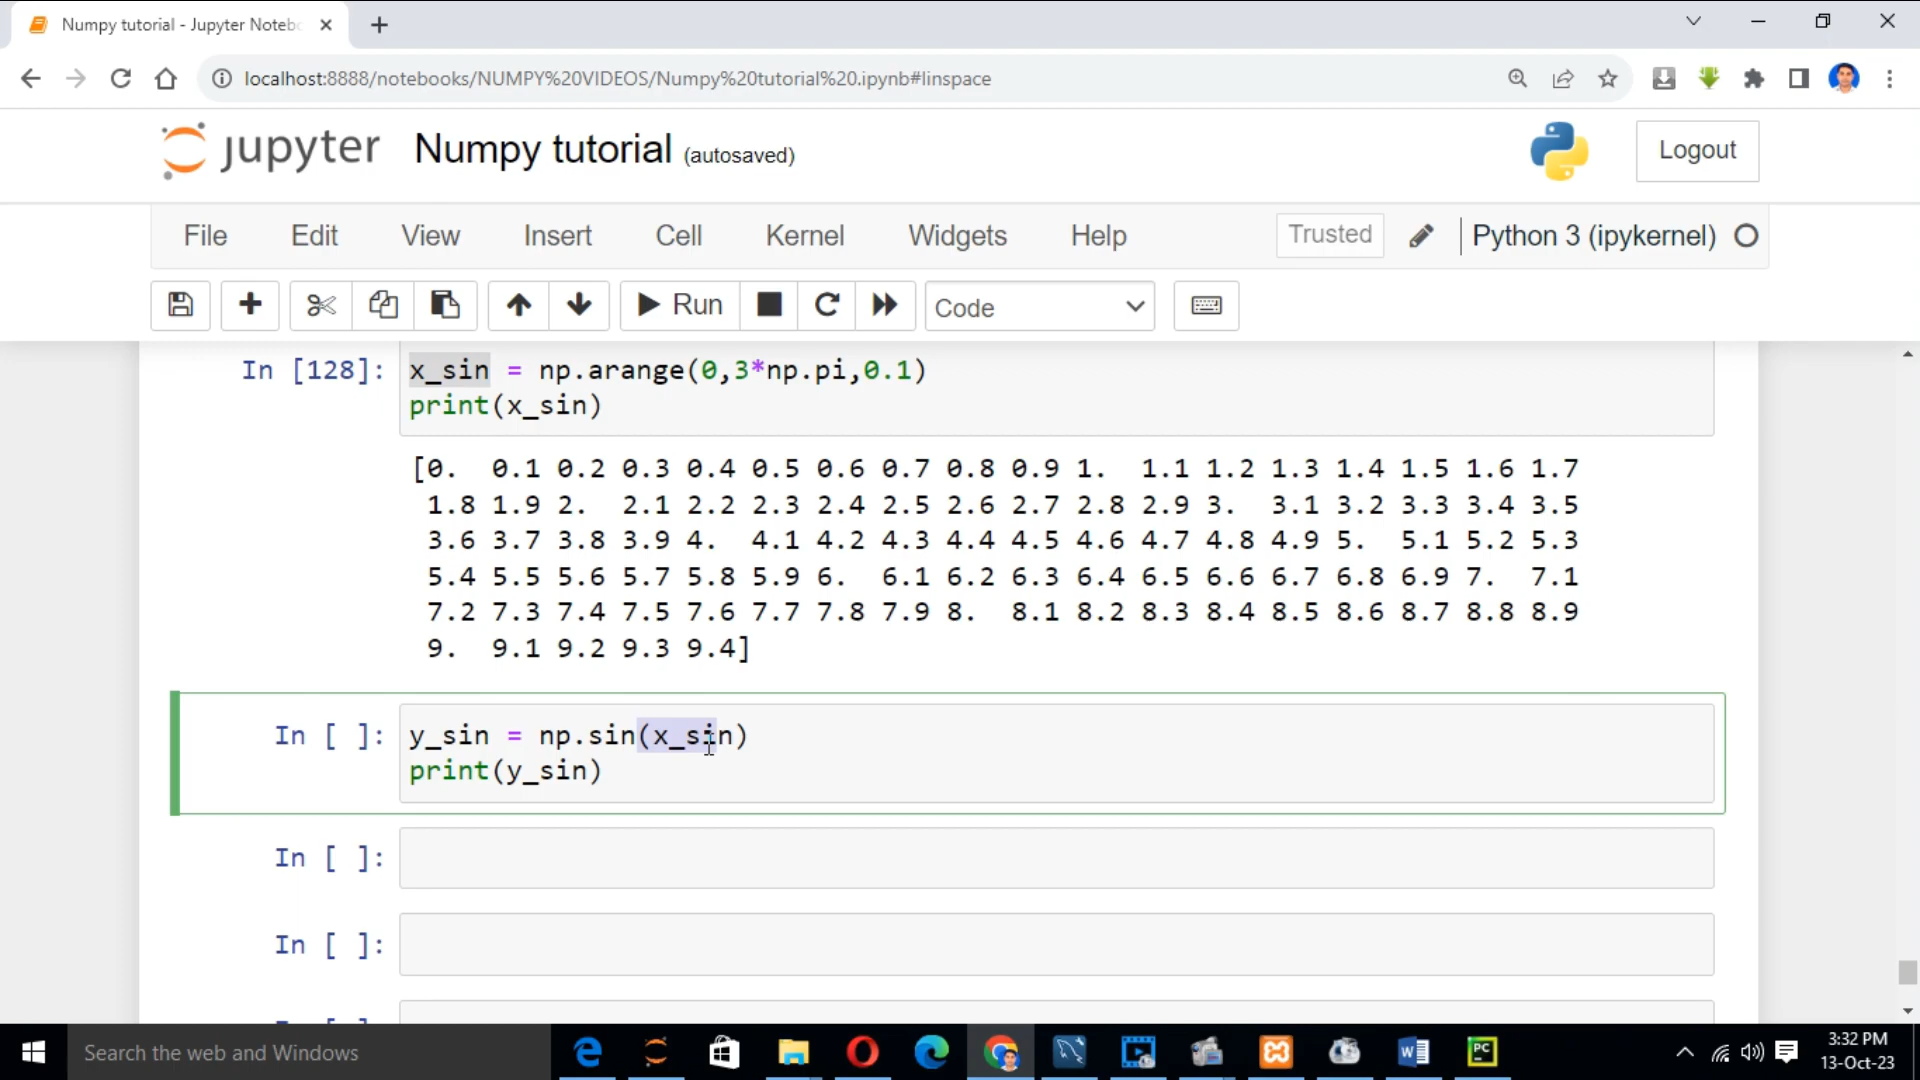 Numpy tutorial - Jupyter Noteb
localhost:8888/notebooks/NUMPY%20VIDEOS/Numpy%20tutorial%20.ipynb#linspace
jupyter Numpy tutorial (autosaved)
Logout
File Edit View Insert Cell Kernel Widgets Help Trusted Python 3 (ipykernel)
Run Code
In [128]: x_sin = np.arange(0,3*np.pi,0.1)
print(x_sin)
[0. 0.1 0.2 0.3 0.4 0.5 0.6 0.7 0.8 0.9 1. 1.1 1.2 1.3 1.4 1.5 1.6 1.7
1.8 1.9 2. 2.1 2.2 2.3 2.4 2.5 2.6 2.7 2.8 2.9 3. 3.1 3.2 3.3 3.4 3.5
3.6 3.7 3.8 3.9 4. 4.1 4.2 4.3 4.4 4.5 4.6 4.7 4.8 4.9 5. 5.1 5.2 5.3
5.4 5.5 5.6 5.7 5.8 5.9 6. 6.1 6.2 6.3 6.4 6.5 6.6 6.7 6.8 6.9 7. 7.1
7.2 7.3 7.4 7.5 7.6 7.7 7.8 7.9 8. 8.1 8.2 8.3 8.4 8.5 8.6 8.7 8.8 8.9
9. 9.1 9.2 9.3 9.4]
In [ ]: y_sin = np.sin(x_sin)
print(y_sin)
In [ ]:
In [ ]:
Search the web and Windows
PC
3:32 PM
13-Oct-23